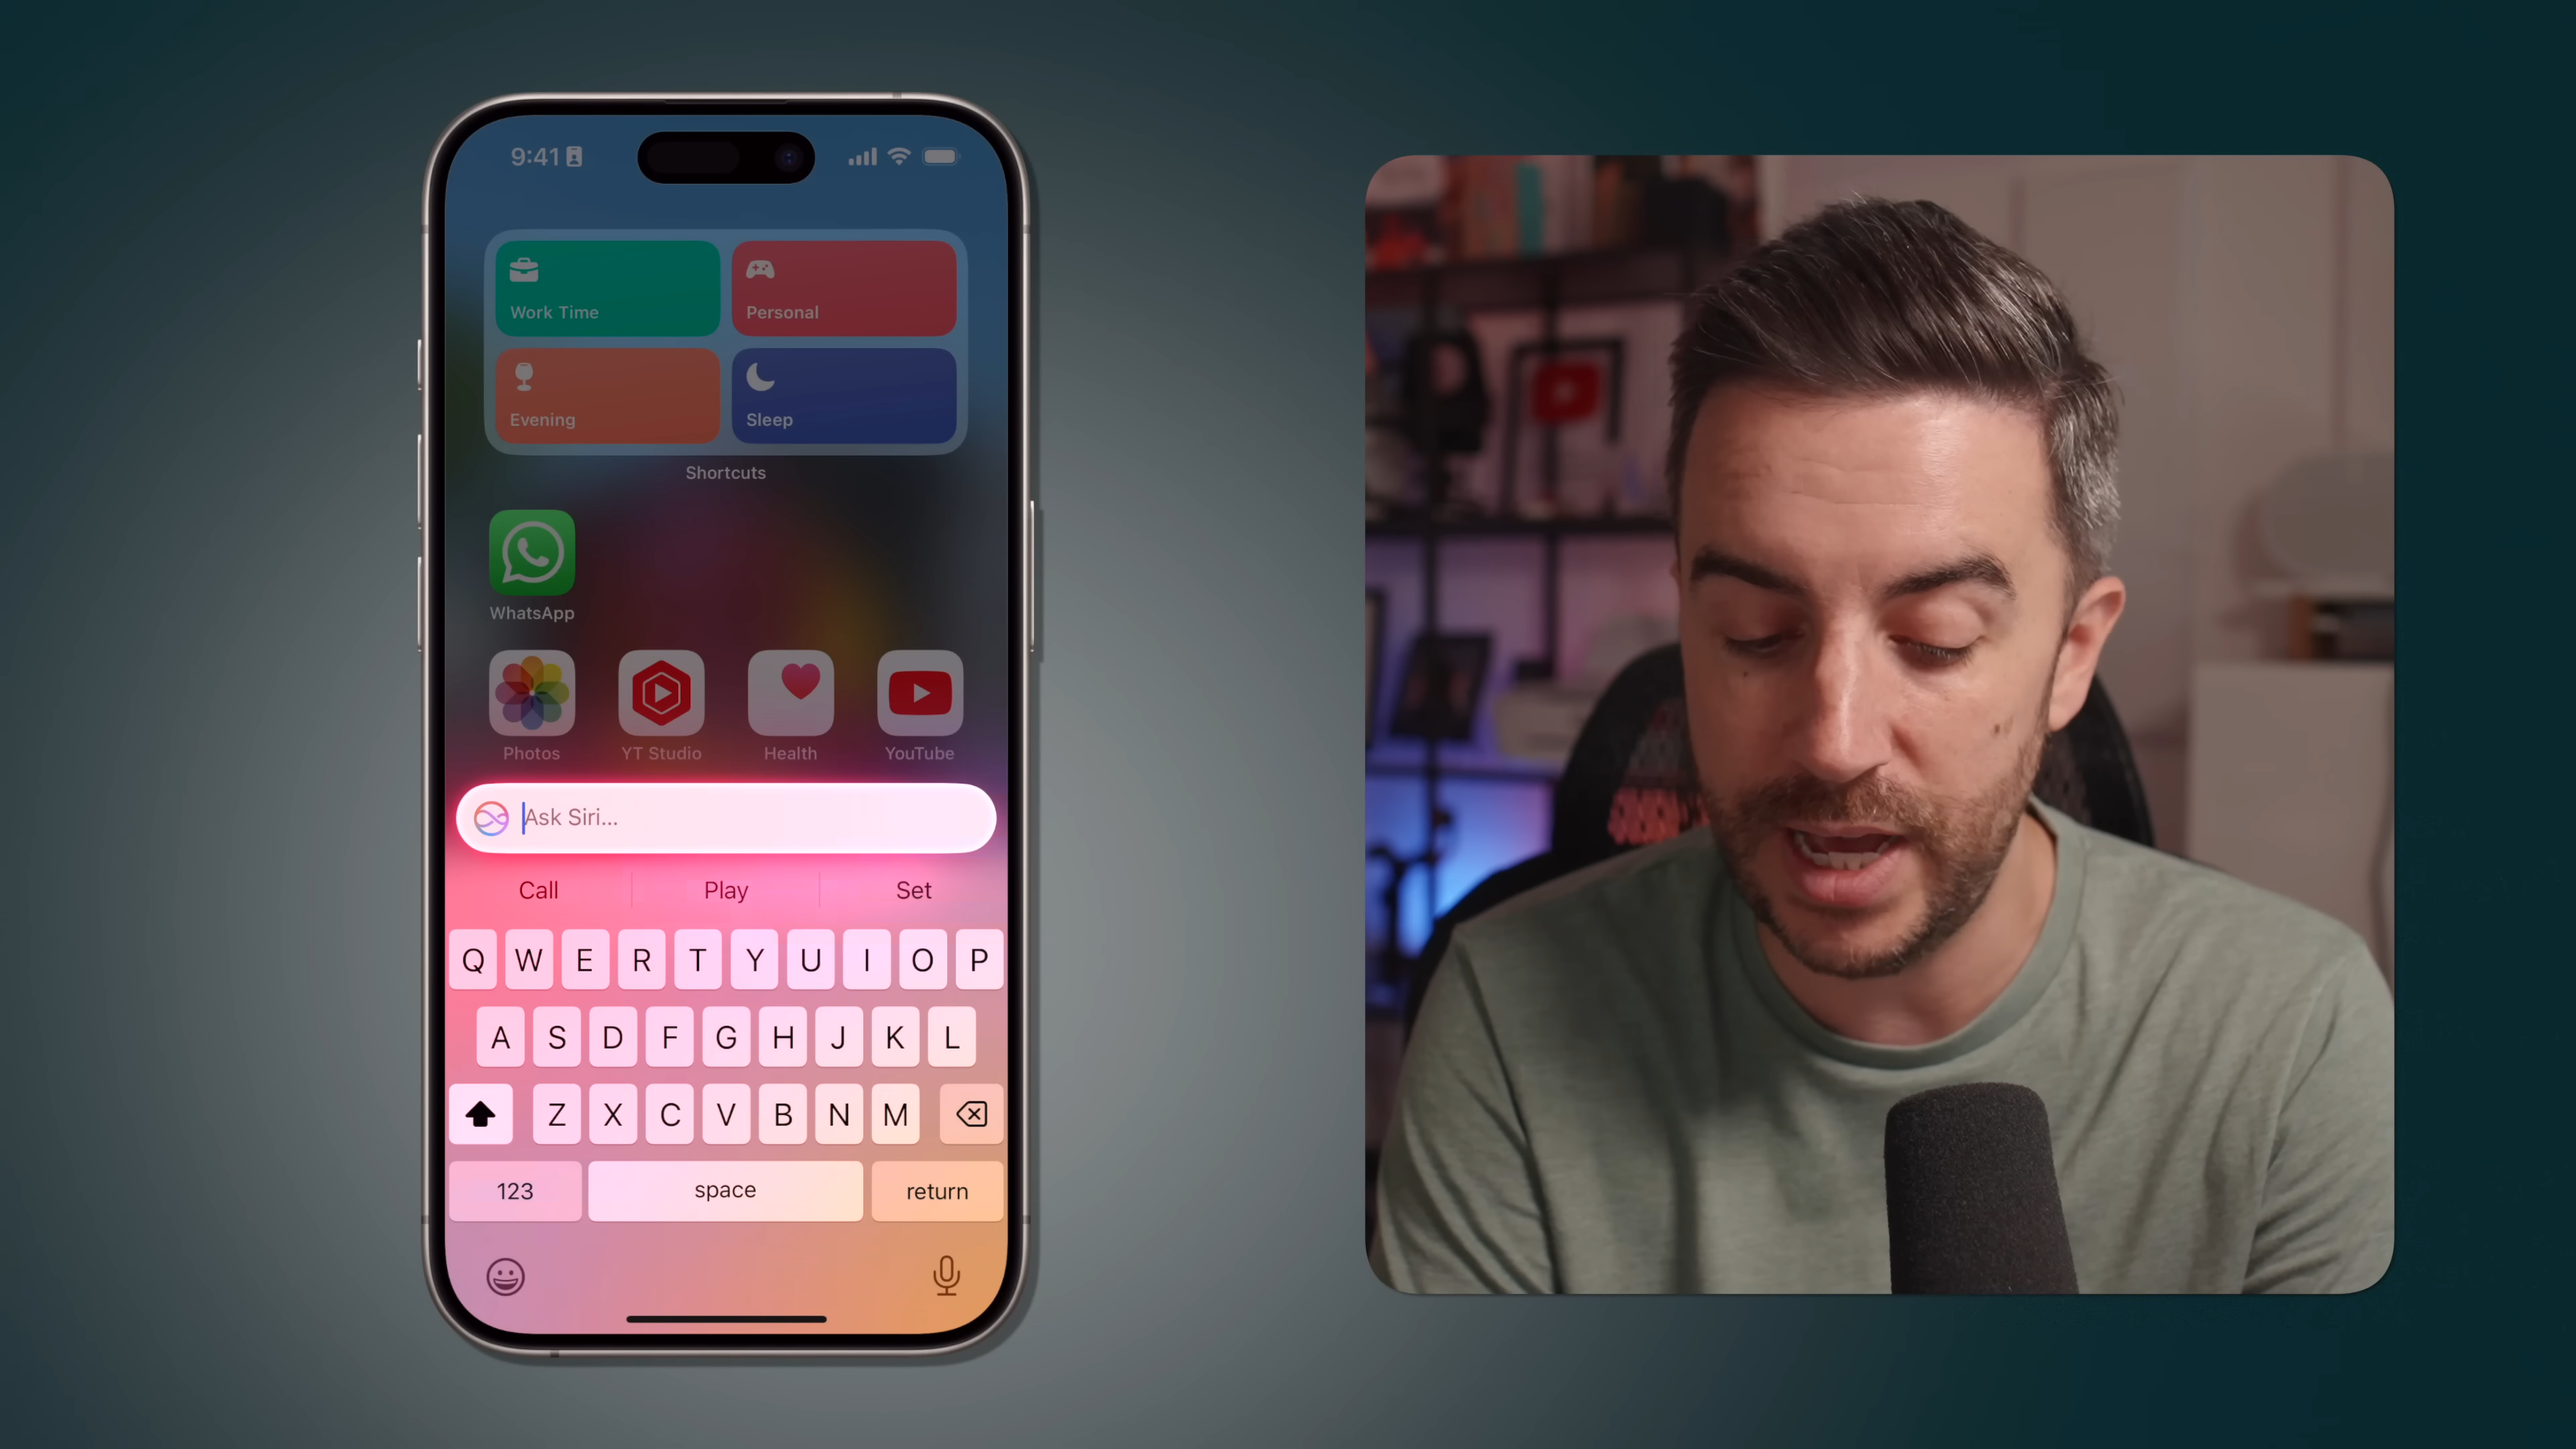 9:41
Work Time
Personal
Evening
Sleep
Shortcuts
WhatsApp
Photos
YT Studio
Health
YouTube
Ask Siri...
Call
Play
Set
Q W E R T Y U I O P
A S D F G H J K L
Z X C V B N M
123
space
return